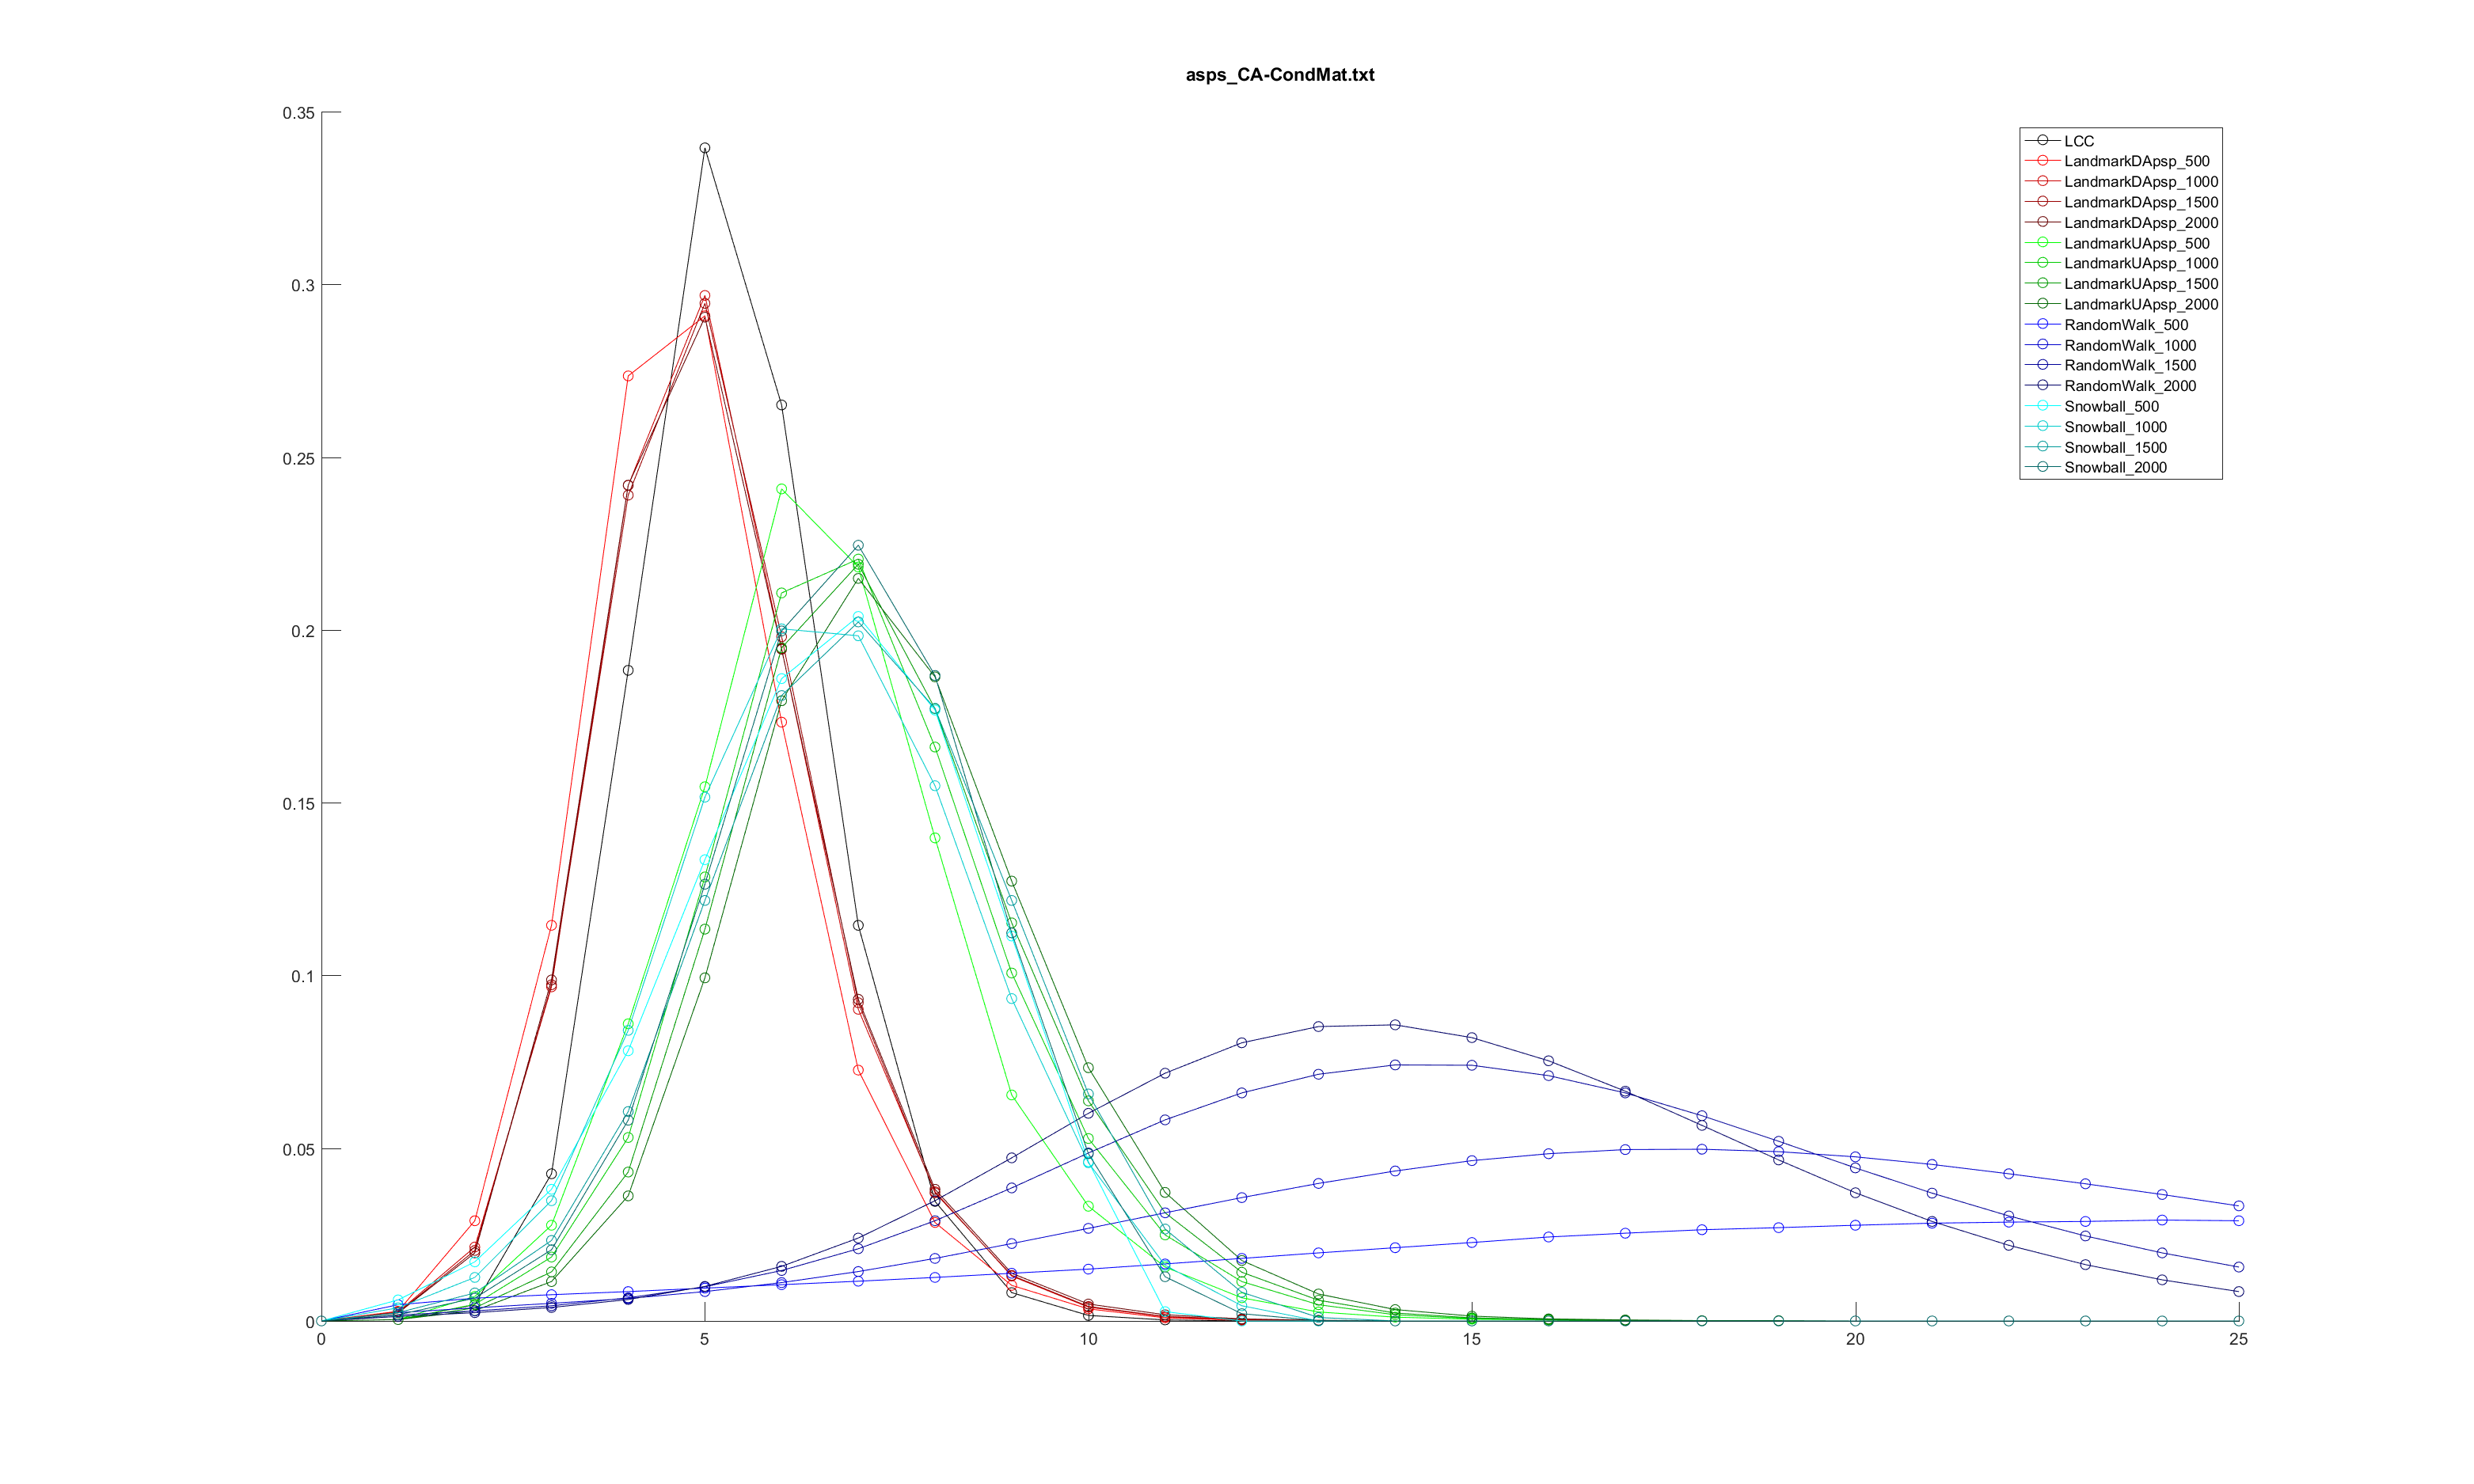 asps_CA-CondMat.txt
0.35
0.3
0.25
0.2
0.15
0.1
0.05
0
0 5 10 15 20 25
LCC
LandmarkDApsp_500
LandmarkDApsp_1000
LandmarkDApsp_1500
LandmarkDApsp_2000
LandmarkUApsp_500
LandmarkUApsp_1000
LandmarkUApsp_1500
LandmarkUApsp_2000
RandomWalk_500
RandomWalk_1000
RandomWalk_1500
RandomWalk_2000
Snowball_500
Snowball_1000
Snowball_1500
Snowball_2000